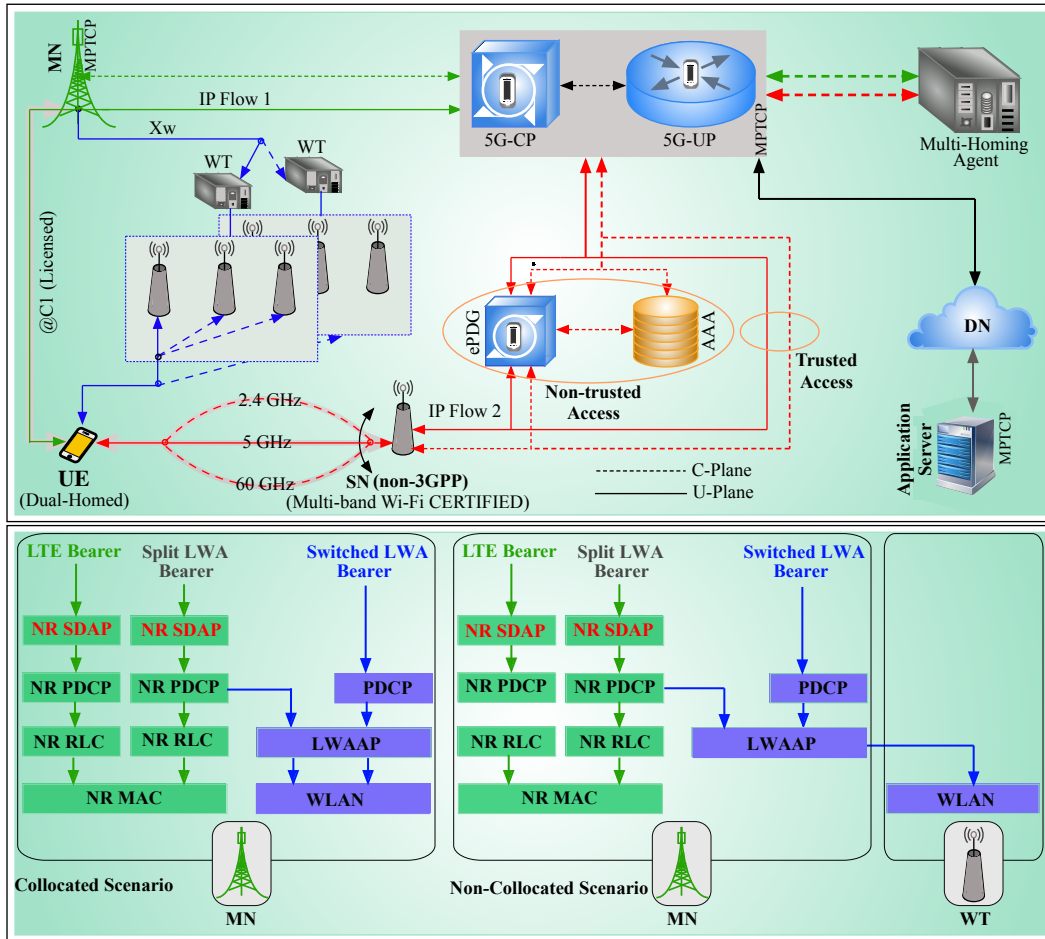 MN
MPTCP
IP Flow 1
Xw
WT
WT
@C1 (Licensed)
5G-CP
5G-UP
MPTCP
Multi-Homing
Agent
ePDG
AAA
Non-trusted
Access
Trusted
Access
DN
IP Flow 2
2.4 GHz
5 GHz
60 GHz
UE
(Dual-Homed)
SN (non-3GPP)
(Multi-band Wi-Fi CERTIFIED)
C-Plane
U-Plane
Application
Server
MPTCP
LTE Bearer
Split LWA
Bearer
Switched LWA
Bearer
NR SDAP
NR SDAP
NR PDCP
NR PDCP
PDCP
NR RLC
NR RLC
LWAAP
NR MAC
WLAN
Collocated Scenario
MN
LTE Bearer
Split LWA
Bearer
Switched LWA
Bearer
NR SDAP
NR SDAP
NR PDCP
NR PDCP
PDCP
NR RLC
NR RLC
LWAAP
NR MAC
WLAN
Non-Collocated Scenario
MN
WT